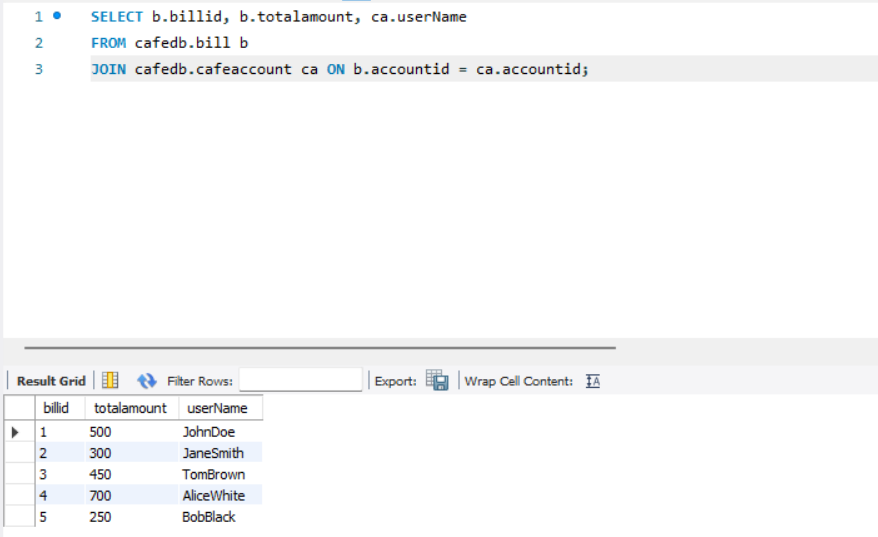 1 SELECT b.billid, b.totalamount, ca.userName
2 FROM cafedb.bill b
3 JOIN cafedb.cafeaccount ca ON b.accountid = ca.accountid;
Result Grid Filter Rows: Export: Wrap Cell Content: IA
billid totalamount userName
1 500 JohnDoe
2 300 JaneSmith
3 450 TomBrown
4 700 AliceWhite
5 250 BobBlack